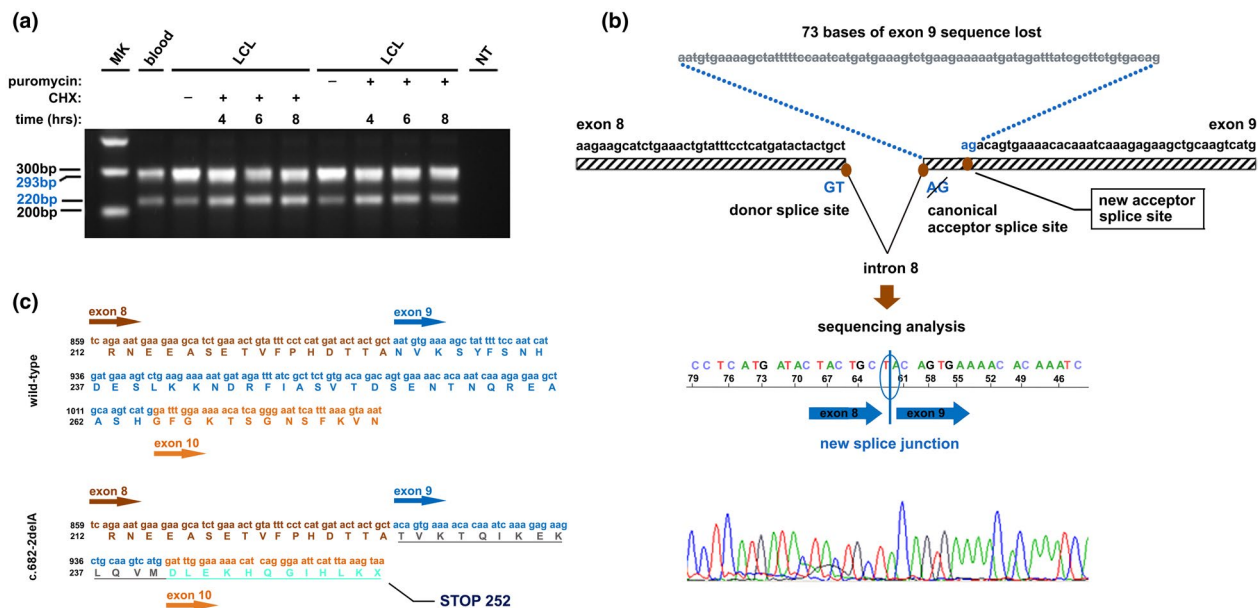 (a)
MK
blood
LCL
LCL
NT
puromycin: – + + +
CHX: – + + +
time (hrs): 4 6 8 4 6 8
300bp
293bp
220bp
200bp
(b)
73 bases of exon 9 sequence lost
aatgtgaaaagctatttttccaatcatgatgaaagtctgaagaaaaatgatagatttatcgcttctgtgacag
exon 8
exon 9
aagaagcatctgaaactgtatttcctcatgatactactgct
agacagtgaaaacacaaatcaaagagaagctgcaagtcatg
GT
AG
donor splice site
canonical
acceptor splice site
new acceptor
splice site
intron 8
sequencing analysis
C C T C A T G A T A C T A C T G C T A C A G T G A A A A C A C A A A T C
79 76 73 70 67 64 61 58 55 52 49 46
exon 8
exon 9
new splice junction
(c)
wild-type
exon 8
exon 9
859 tc aga aat gaa gaa gca tct gaa act gta ttt cct cat gat act act gct aat gtg aaa agc tat ttt tcc aat cat
212 R N E E A S E T V F P H D T T A N V K S Y F S N H
936 gat gaa agt ctg aag aaa aat gat aga ttt atc gct tct gtg aca gac agt gaa aac aca aat caa aga gaa gct
237 D E S L K K N D R F I A S V T D S E N T N Q R E A
1011 gca agt cat gga ttt gga aaa aca tca ggg aat tca ttt aaa gta aat
262 A S H G F G K T S G N S F K V N
exon 10
c.682-2delA
exon 8
exon 9
859 tc aga aat gaa gaa gca tct gaa act gta ttt cct cat gat act act gct aca gtg aaa aca caa atc aaa gag aag
212 R N E E A S E T V F P H D T T A T V K T Q I K E K
936 ctg caa gtc atg gat ttg gaa aaa cat cag gga att cat tta aag taa
237 L Q V M D L E K H Q G I H L K X
exon 10
STOP 252